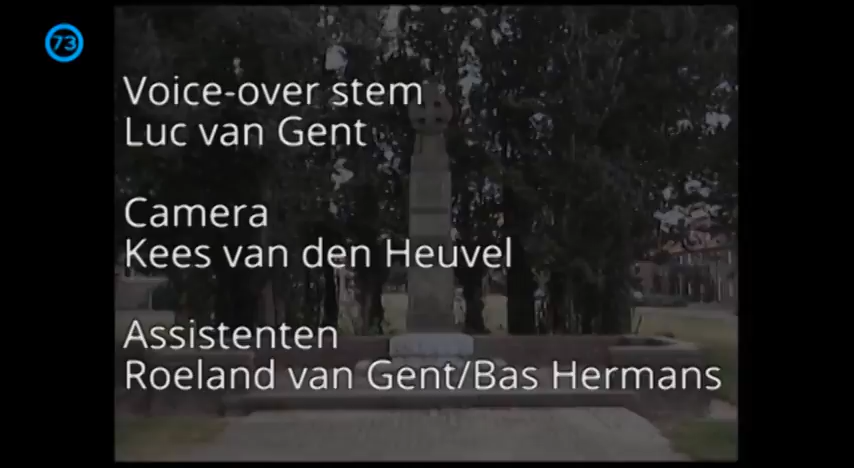 73
Voice-over stem
Luc van Gent
Camera
Kees van den Heuvel
Assistenten
Roeland van Gent/Bas Hermans